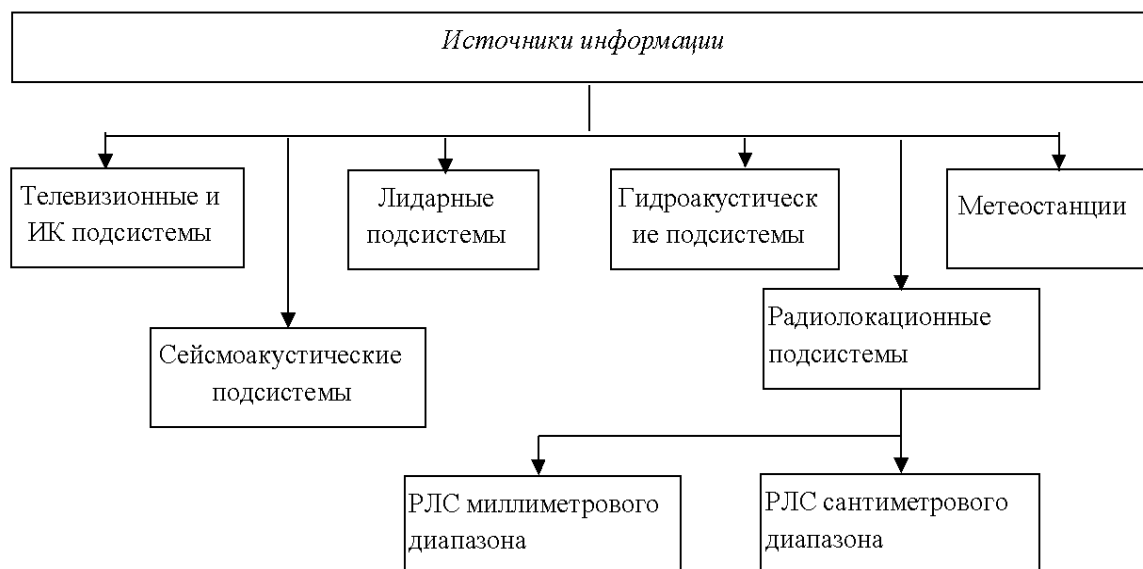 Источники информации
Телевизионные и
ИК подсистемы
Лидарные
подсистемы
Гидроакустическ
ие подсистемы
Метеостанции
Сейсмоакустические
подсистемы
Радиолокационные
подсистемы
РЛС миллиметрового
диапазона
РЛС сантиметрового
диапазона